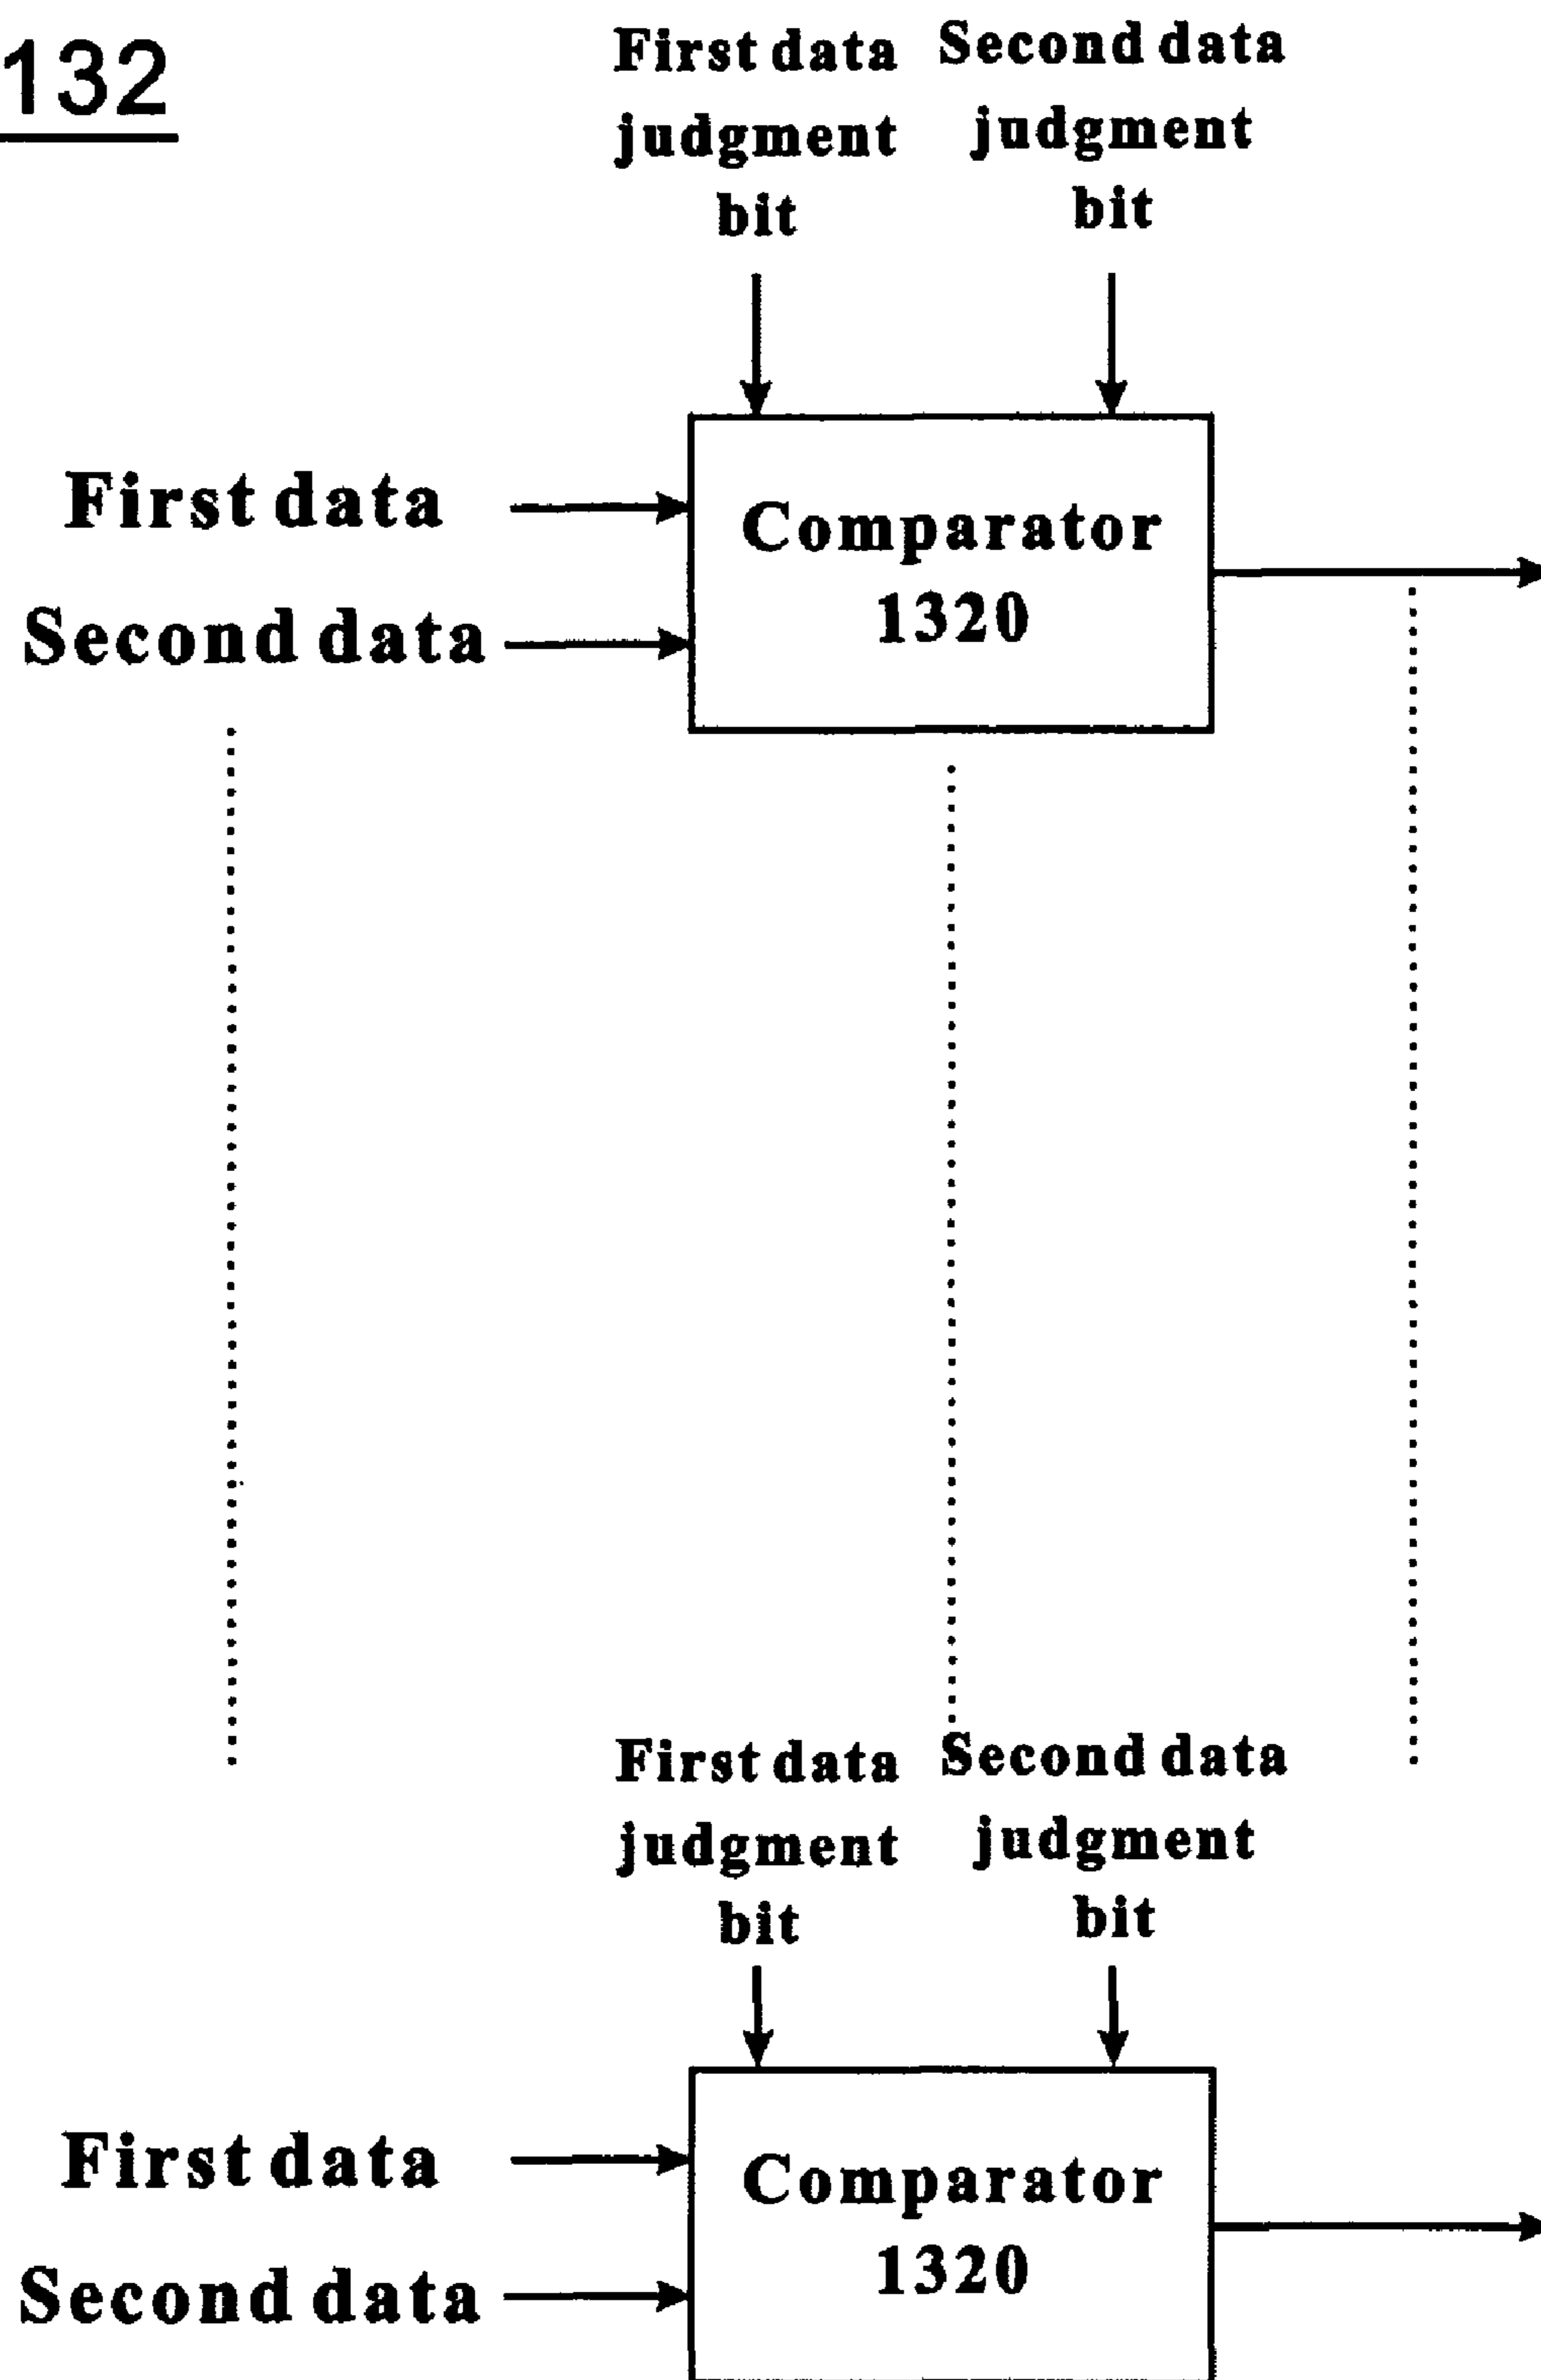 132
First data Second data
judgment judgment
bit bit
First data
Second data
Comparator
1320
First data Second data
judgment judgment
bit bit
First data
Second data
Comparator
1320